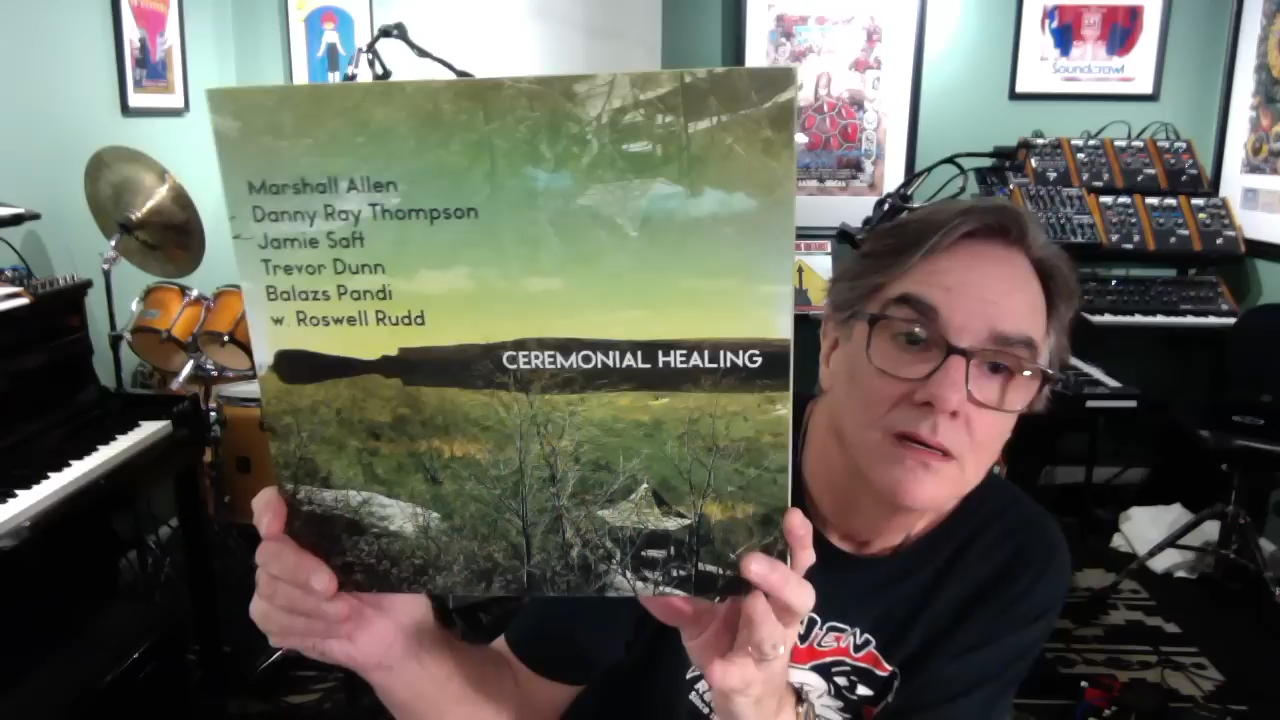 Soundcrawl
Marshall Allen
Danny Ray Thompson
Jamie Saft
Trevor Dunn
Balazs Pandi
w. Roswell Rudd
CEREMONIAL HEALING